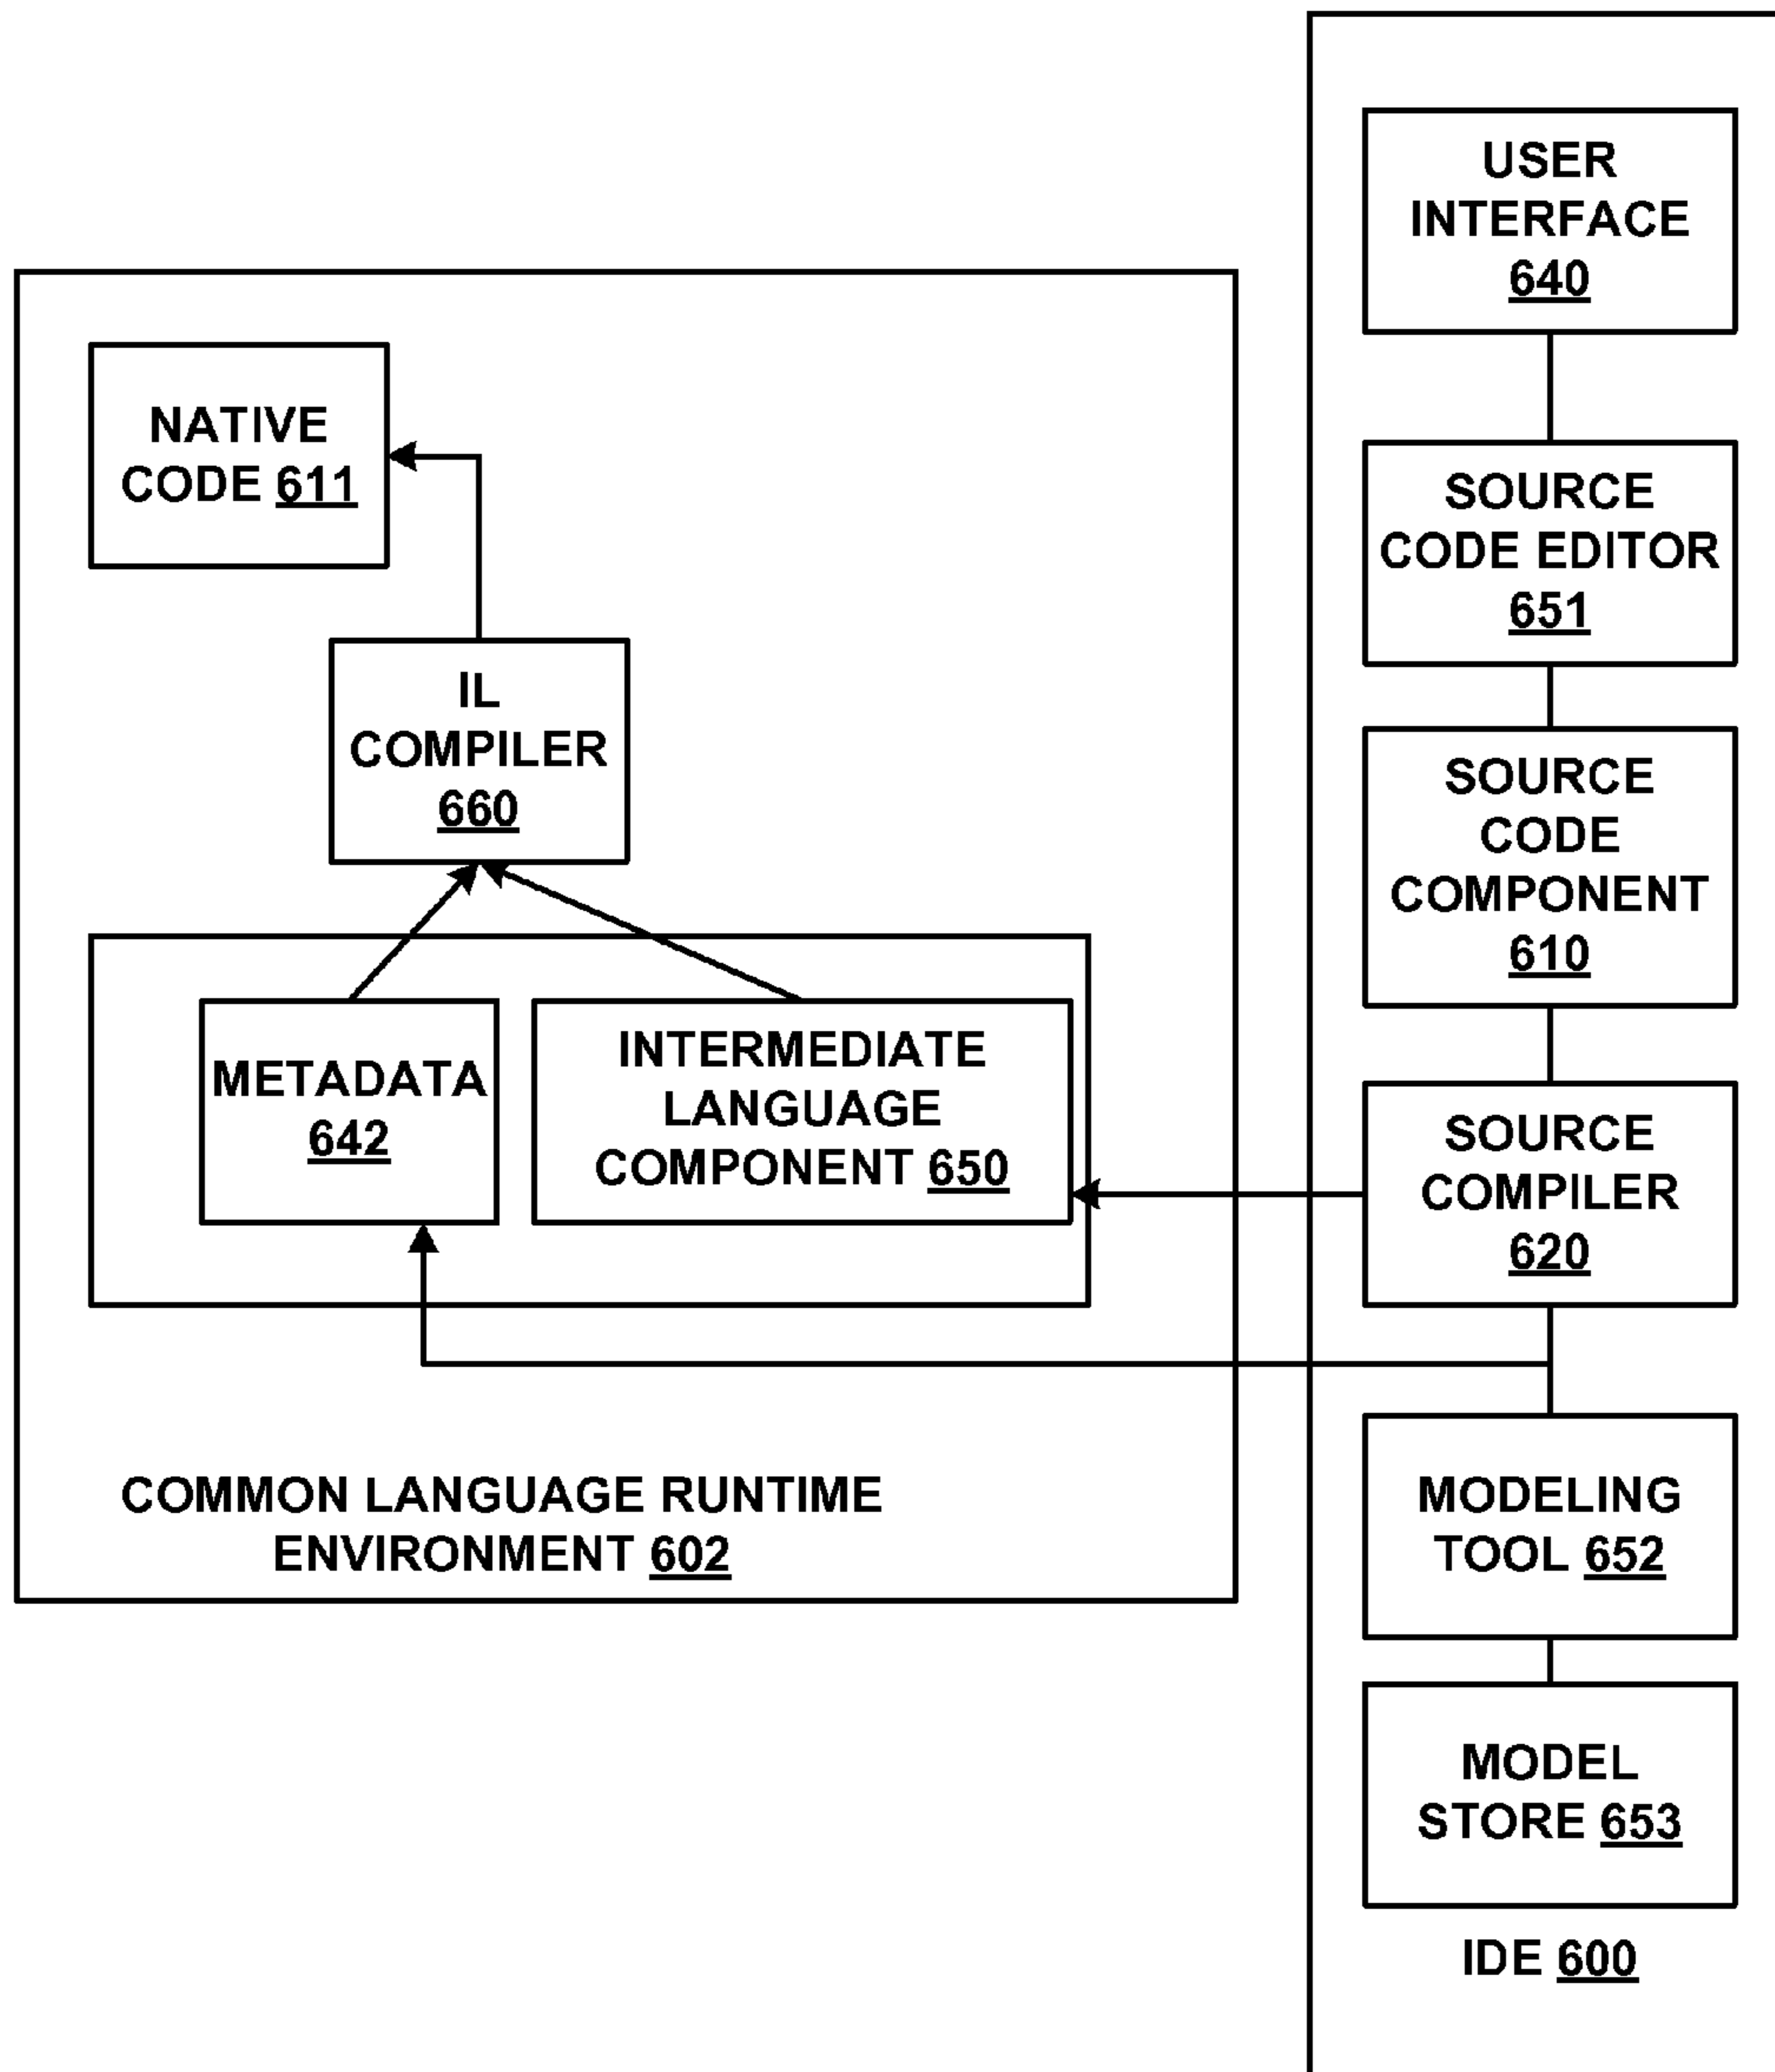 USER
INTERFACE
640
NATIVE
CODE 611
SOURCE
CODE EDITOR
651
IL
COMPILER
660
SOURCE
CODE
COMPONENT
610
METADATA
642
INTERMEDIATE
LANGUAGE
COMPONENT 650
SOURCE
COMPILER
620
COMMON LANGUAGE RUNTIME
ENVIRONMENT 602
MODELING
TOOL 652
MODEL
STORE 653
IDE 600